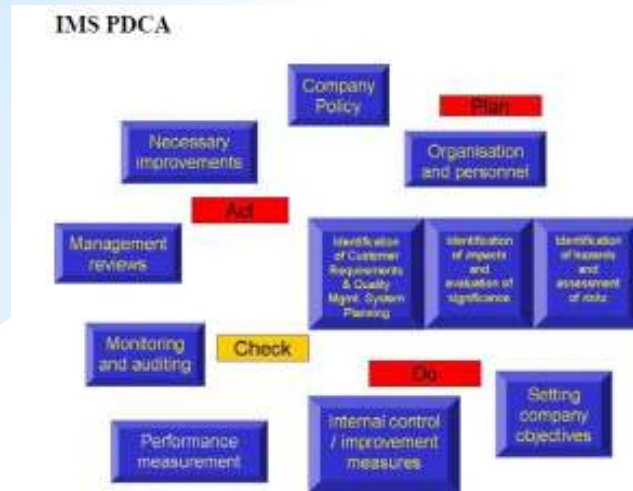 IMS PDCA
Company
Policy
Plan
Necessary
improvements
Organisation
and personnel
Act
Management
reviews
Identification
of Customer
Requirements
& Quality
Mgmt. System
Planning
Identification
of impacts
and
evaluation of
significance
Identification
of hazards
and
assessment
of risks
Monitoring
and auditing
Check
Do
Setting
company
objectives
Performance
measurement
Internal control
/ improvement
measures